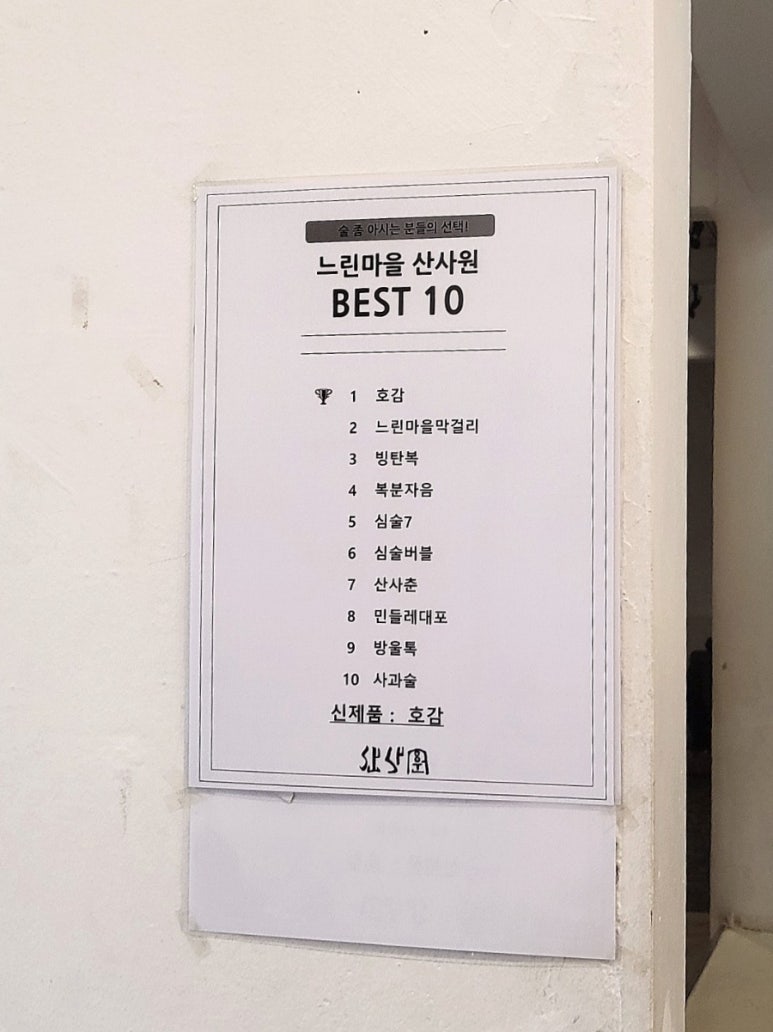 술 좀 아시는 분들의 선택!
느린마을 산사원
BEST 10
1 호감
2 느린마을막걸리
3 빙탄복
4 복분자음
5 심술7
6 심술버블
7 산사춘
8 민들레대포
9 방울톡
10 사과술
신제품 : 호감
산사원